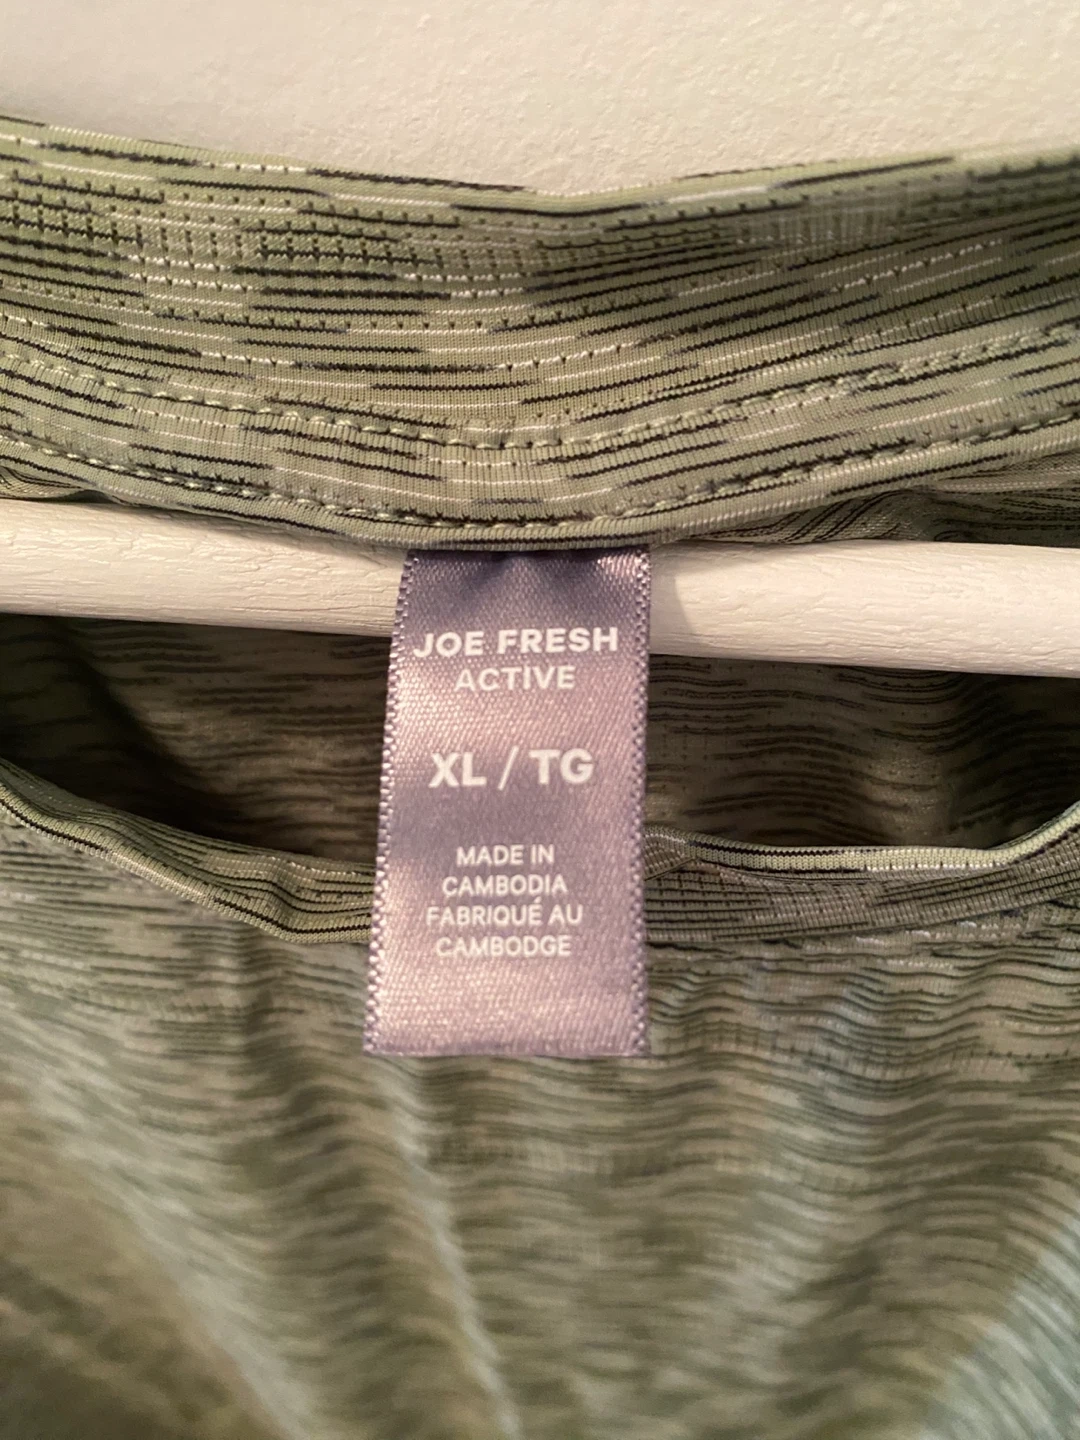 JOE FRESH
ACTIVE
XL / TG
MADE IN
CAMBODIA
FABRIQUÉ AU
CAMBODGE